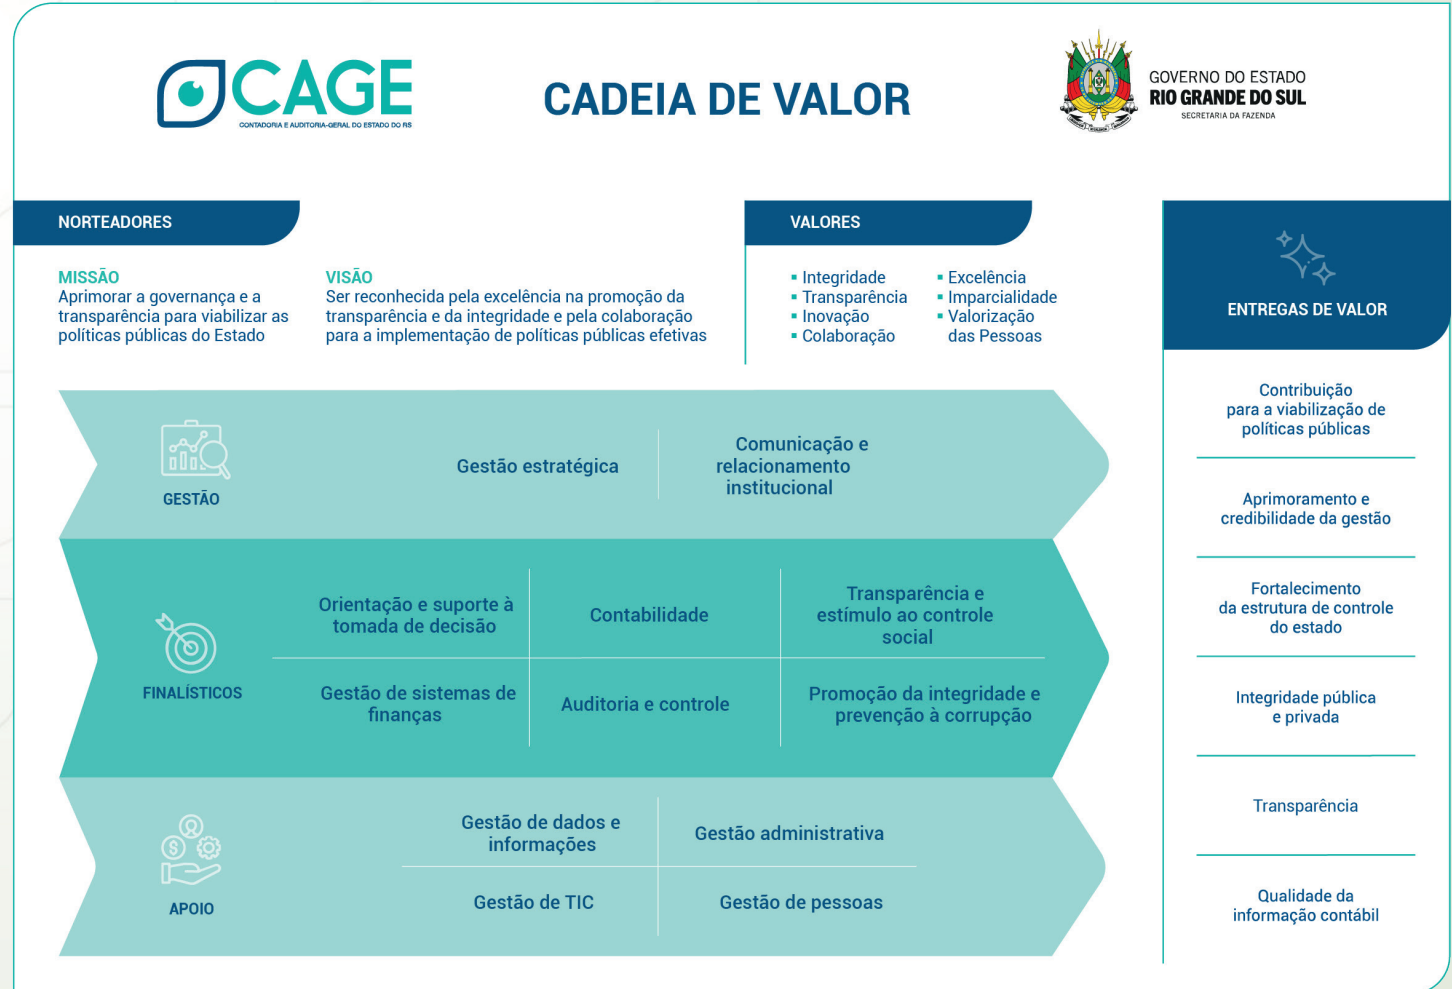 CAGE
CONTADORIA E AUDITORIA-GERAL DO ESTADO DO RS
CADEIA DE VALOR
GOVERNO DO ESTADO
RIO GRANDE DO SUL
SECRETARIA DA FAZENDA
NORTEADORES
MISSÃO
Aprimorar a governança e a
transparência para viabilizar as
políticas públicas do Estado
VISÃO
Ser reconhecida pela excelência na promoção da
transparência e da integridade e pela colaboração
para a implementação de políticas públicas efetivas
VALORES
▪ Integridade
▪ Transparência
▪ Inovação
▪ Colaboração
▪ Excelência
▪ Imparcialidade
▪ Valorização
das Pessoas
GESTÃO
Gestão estratégica
Comunicação e
relacionamento
institucional
FINALÍSTICOS
Orientação e suporte à
tomada de decisão
Contabilidade
Transparência e
estímulo ao controle
social
Gestão de sistemas de
finanças
Auditoria e controle
Promoção da integridade e
prevenção à corrupção
APOIO
Gestão de dados e
informações
Gestão administrativa
Gestão de TIC
Gestão de pessoas
ENTREGAS DE VALOR
Contribuição
para a viabilização de
políticas públicas
Aprimoramento e
credibilidade da gestão
Fortalecimento
da estrutura de controle
do estado
Integridade pública
e privada
Transparência
Qualidade da
informação contábil